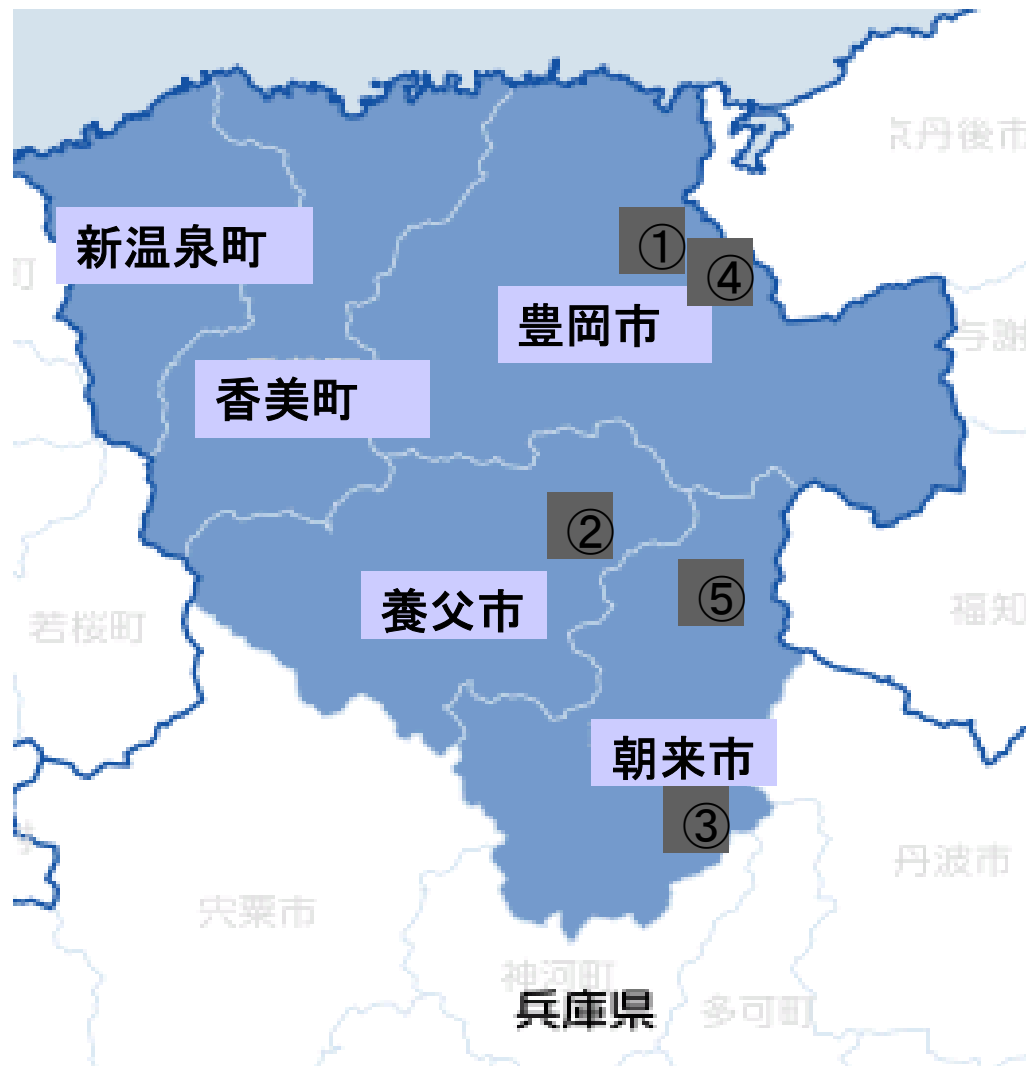 丹後市
新温泉町
①
④
豊岡市
与謝
香美町
②
養父市
⑤
若桜町
福知
朝来市
③
丹波市
宍粟市
神河町
兵庫県
多可町